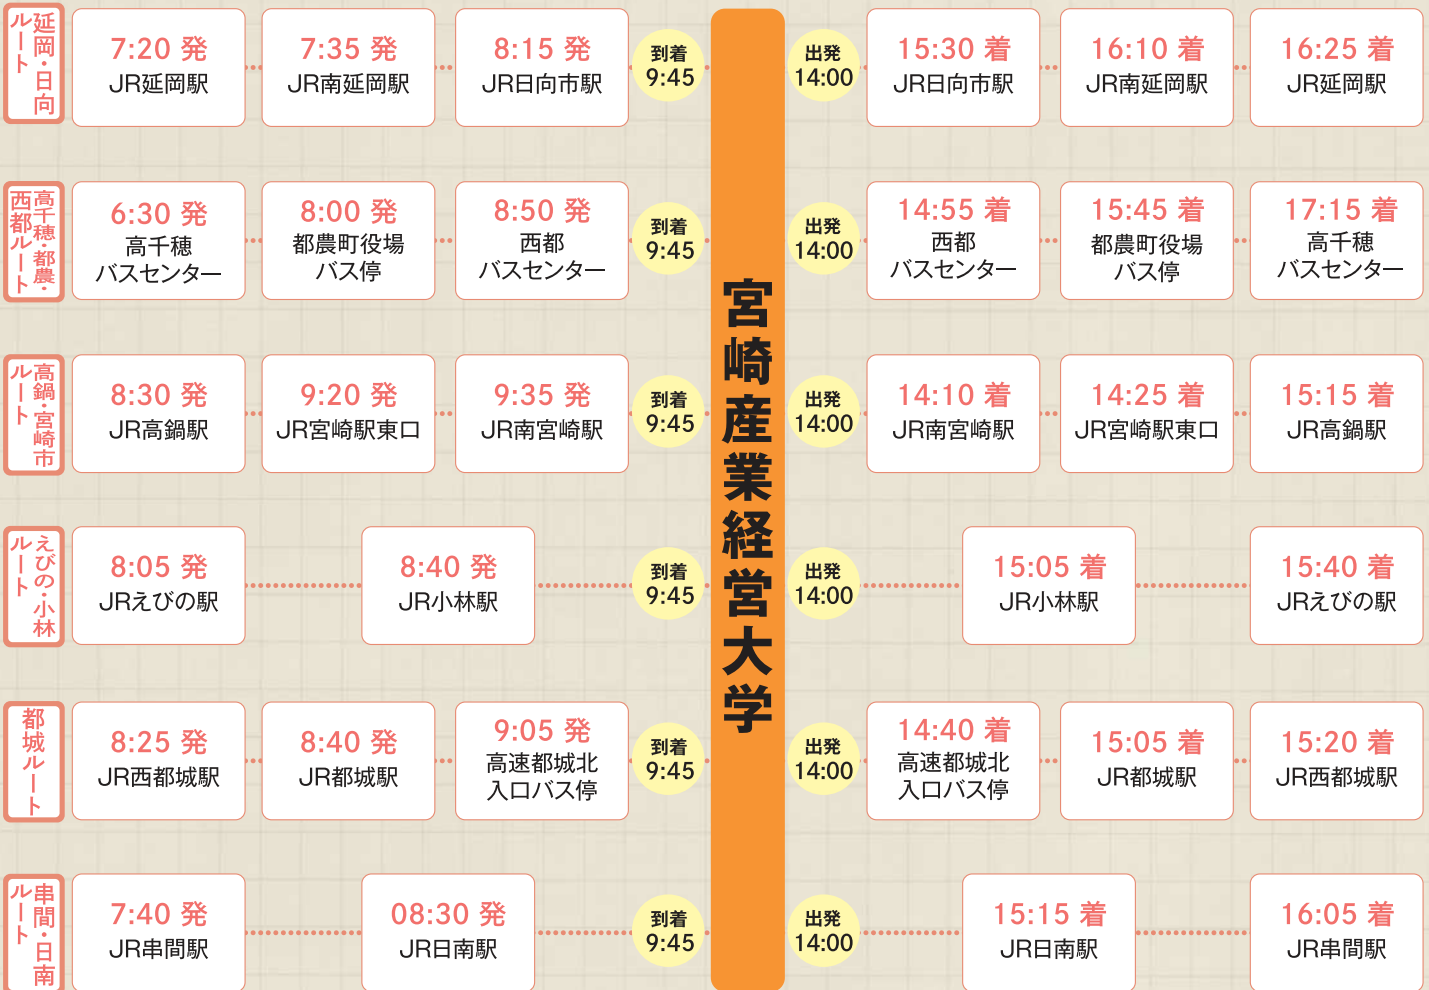 延岡・日向
ルート
7:20 発
JR延岡駅
7:35 発
JR南延岡駅
8:15 発
JR日向市駅
到着
9:45
出発
14:00
15:30 着
JR日向市駅
16:10 着
JR南延岡駅
16:25 着
JR延岡駅
高千穂・都農・
西都ルート
6:30 発
高千穂
バスセンター
8:00 発
都農町役場
バス停
8:50 発
西都
バスセンター
到着
9:45
出発
14:00
14:55 着
西都
バスセンター
15:45 着
都農町役場
バス停
17:15 着
高千穂
バスセンター
宮崎産業経営大学
高鍋・宮崎市
ルート
8:30 発
JR高鍋駅
9:20 発
JR宮崎駅東口
9:35 発
JR南宮崎駅
到着
9:45
出発
14:00
14:10 着
JR南宮崎駅
14:25 着
JR宮崎駅東口
15:15 着
JR高鍋駅
えびの・小林
ルート
8:05 発
JRえびの駅
8:40 発
JR小林駅
到着
9:45
出発
14:00
15:05 着
JR小林駅
15:40 着
JRえびの駅
都城ルート
8:25 発
JR西都城駅
8:40 発
JR都城駅
9:05 発
高速都城北
入口バス停
到着
9:45
出発
14:00
14:40 着
高速都城北
入口バス停
15:05 着
JR都城駅
15:20 着
JR西都城駅
串間・日南
ルート
7:40 発
JR串間駅
08:30 発
JR日南駅
到着
9:45
出発
14:00
15:15 着
JR日南駅
16:05 着
JR串間駅